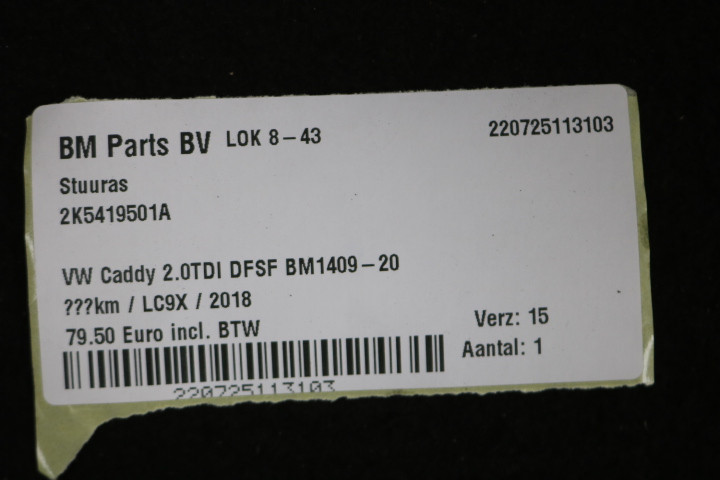 BM Parts BV LOK 8-43 220725113103
Stuuras
2K5419501A
VW Caddy 2.0TDI DFSF BM1409-20
???km / LC9X / 2018
79.50 Euro incl. BTW
Verz: 15
Aantal: 1
220725113103